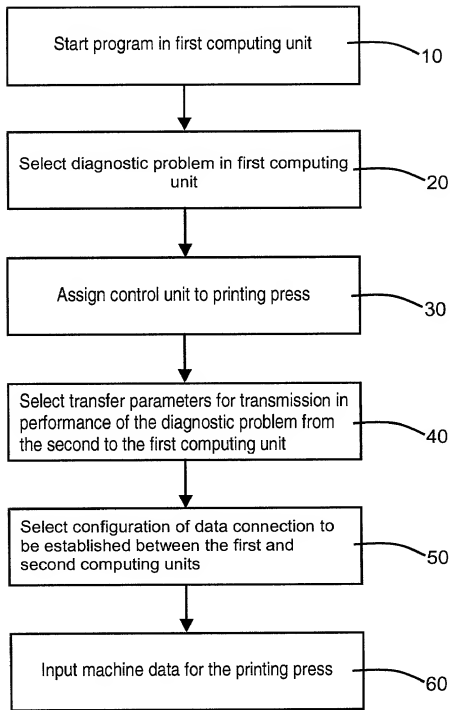 Start program in first computing unit
10
Select diagnostic problem in first computing
unit
20
Assign control unit to printing press
30
Select transfer parameters for transmission in
performance of the diagnostic problem from
the second to the first computing unit
40
Select configuration of data connection to
be established between the first and
second computing units
50
Input machine data for the printing press
60